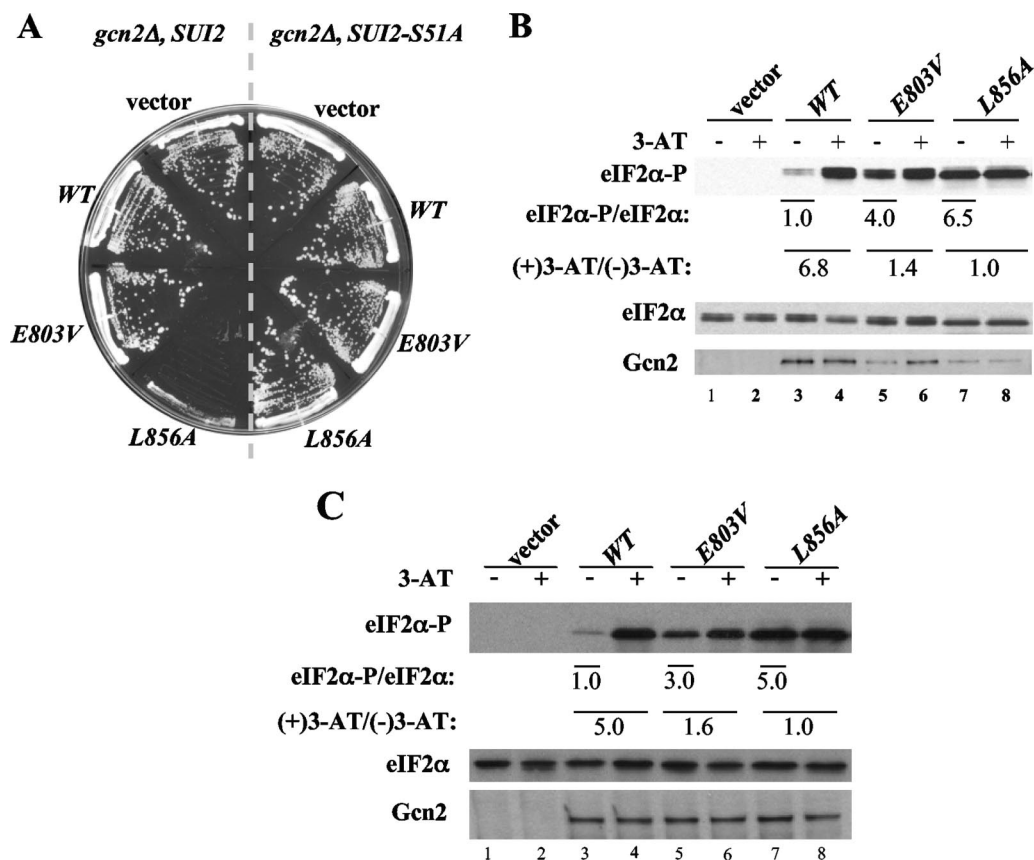 A
gcn2Δ, SUI2 gcn2Δ, SUI2-S51A
vector vector
WT WT
E803V E803V
L856A L856A
B
vector WT E803V L856A
3-AT - + - + - + - +
eIF2α-P
eIF2α-P/eIF2α: 1.0 4.0 6.5
(+)3-AT/(-)3-AT: 6.8 1.4 1.0
eIF2α
Gcn2
1 2 3 4 5 6 7 8
C
vector WT E803V L856A
3-AT - + - + - + - +
eIF2α-P
eIF2α-P/eIF2α: 1.0 3.0 5.0
(+)3-AT/(-)3-AT: 5.0 1.6 1.0
eIF2α
Gcn2
1 2 3 4 5 6 7 8